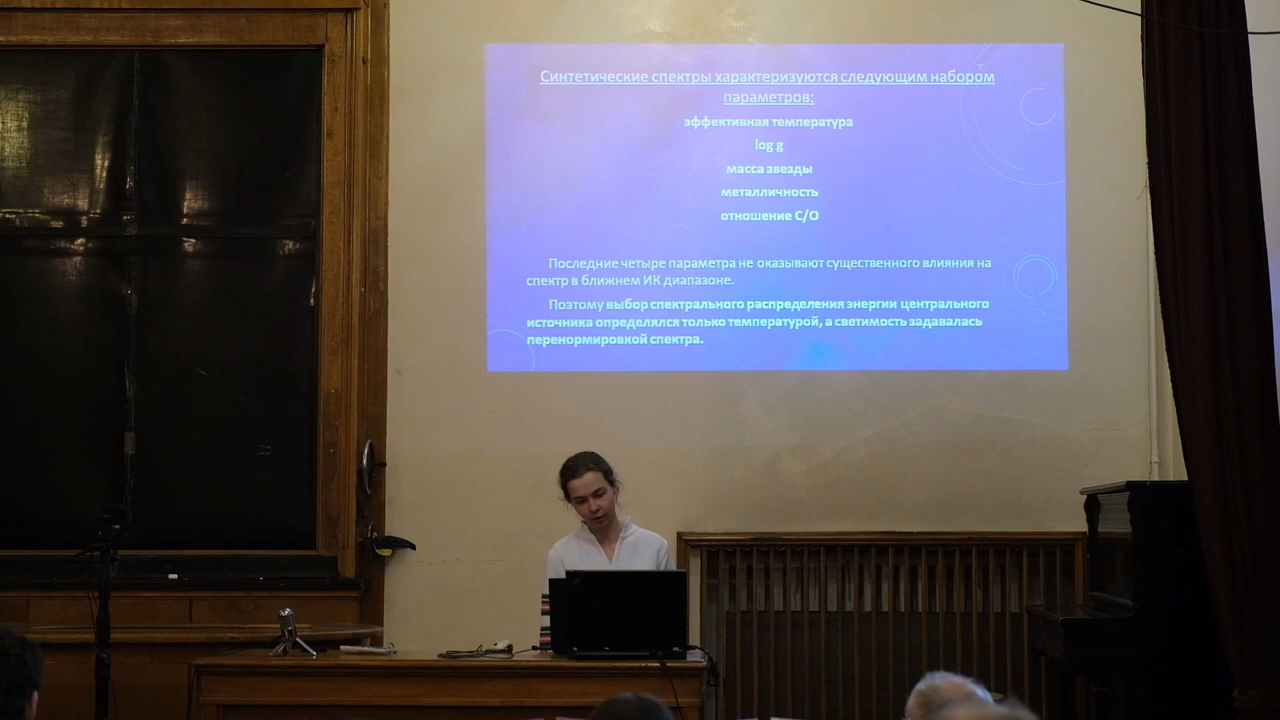 Синтетические спектры характеризуются следующим набором
параметров:
эффективная температура
log g
масса звезды
металличность
отношение C/O
Последние четыре параметра не оказывают существенного влияния на
спектр в ближнем ИК диапазоне.
Поэтому выбор спектрального распределения энергии центрального
источника определялся только температурой, а светимость задавалась
перенормировкой спектра.